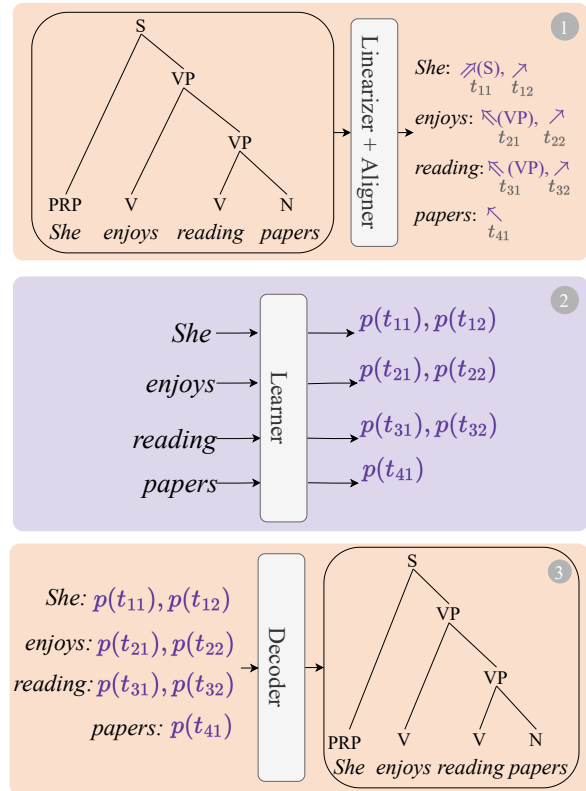 1
S
VP
VP
PRP V V N
She enjoys reading papers
Linearizer + Aligner
She: ⇗(S), ↗
t₁₁ t₁₂
enjoys: ⇖(VP), ↗
t₂₁ t₂₂
reading: ⇖(VP), ↗
t₃₁ t₃₂
papers: ↖
t₄₁
2
She p(t₁₁), p(t₁₂)
enjoys p(t₂₁), p(t₂₂)
reading p(t₃₁), p(t₃₂)
papers p(t₄₁)
Learner
3
She: p(t₁₁), p(t₁₂)
enjoys: p(t₂₁), p(t₂₂)
reading: p(t₃₁), p(t₃₂)
papers: p(t₄₁)
Decoder
S
VP
VP
PRP V V N
She enjoys reading papers